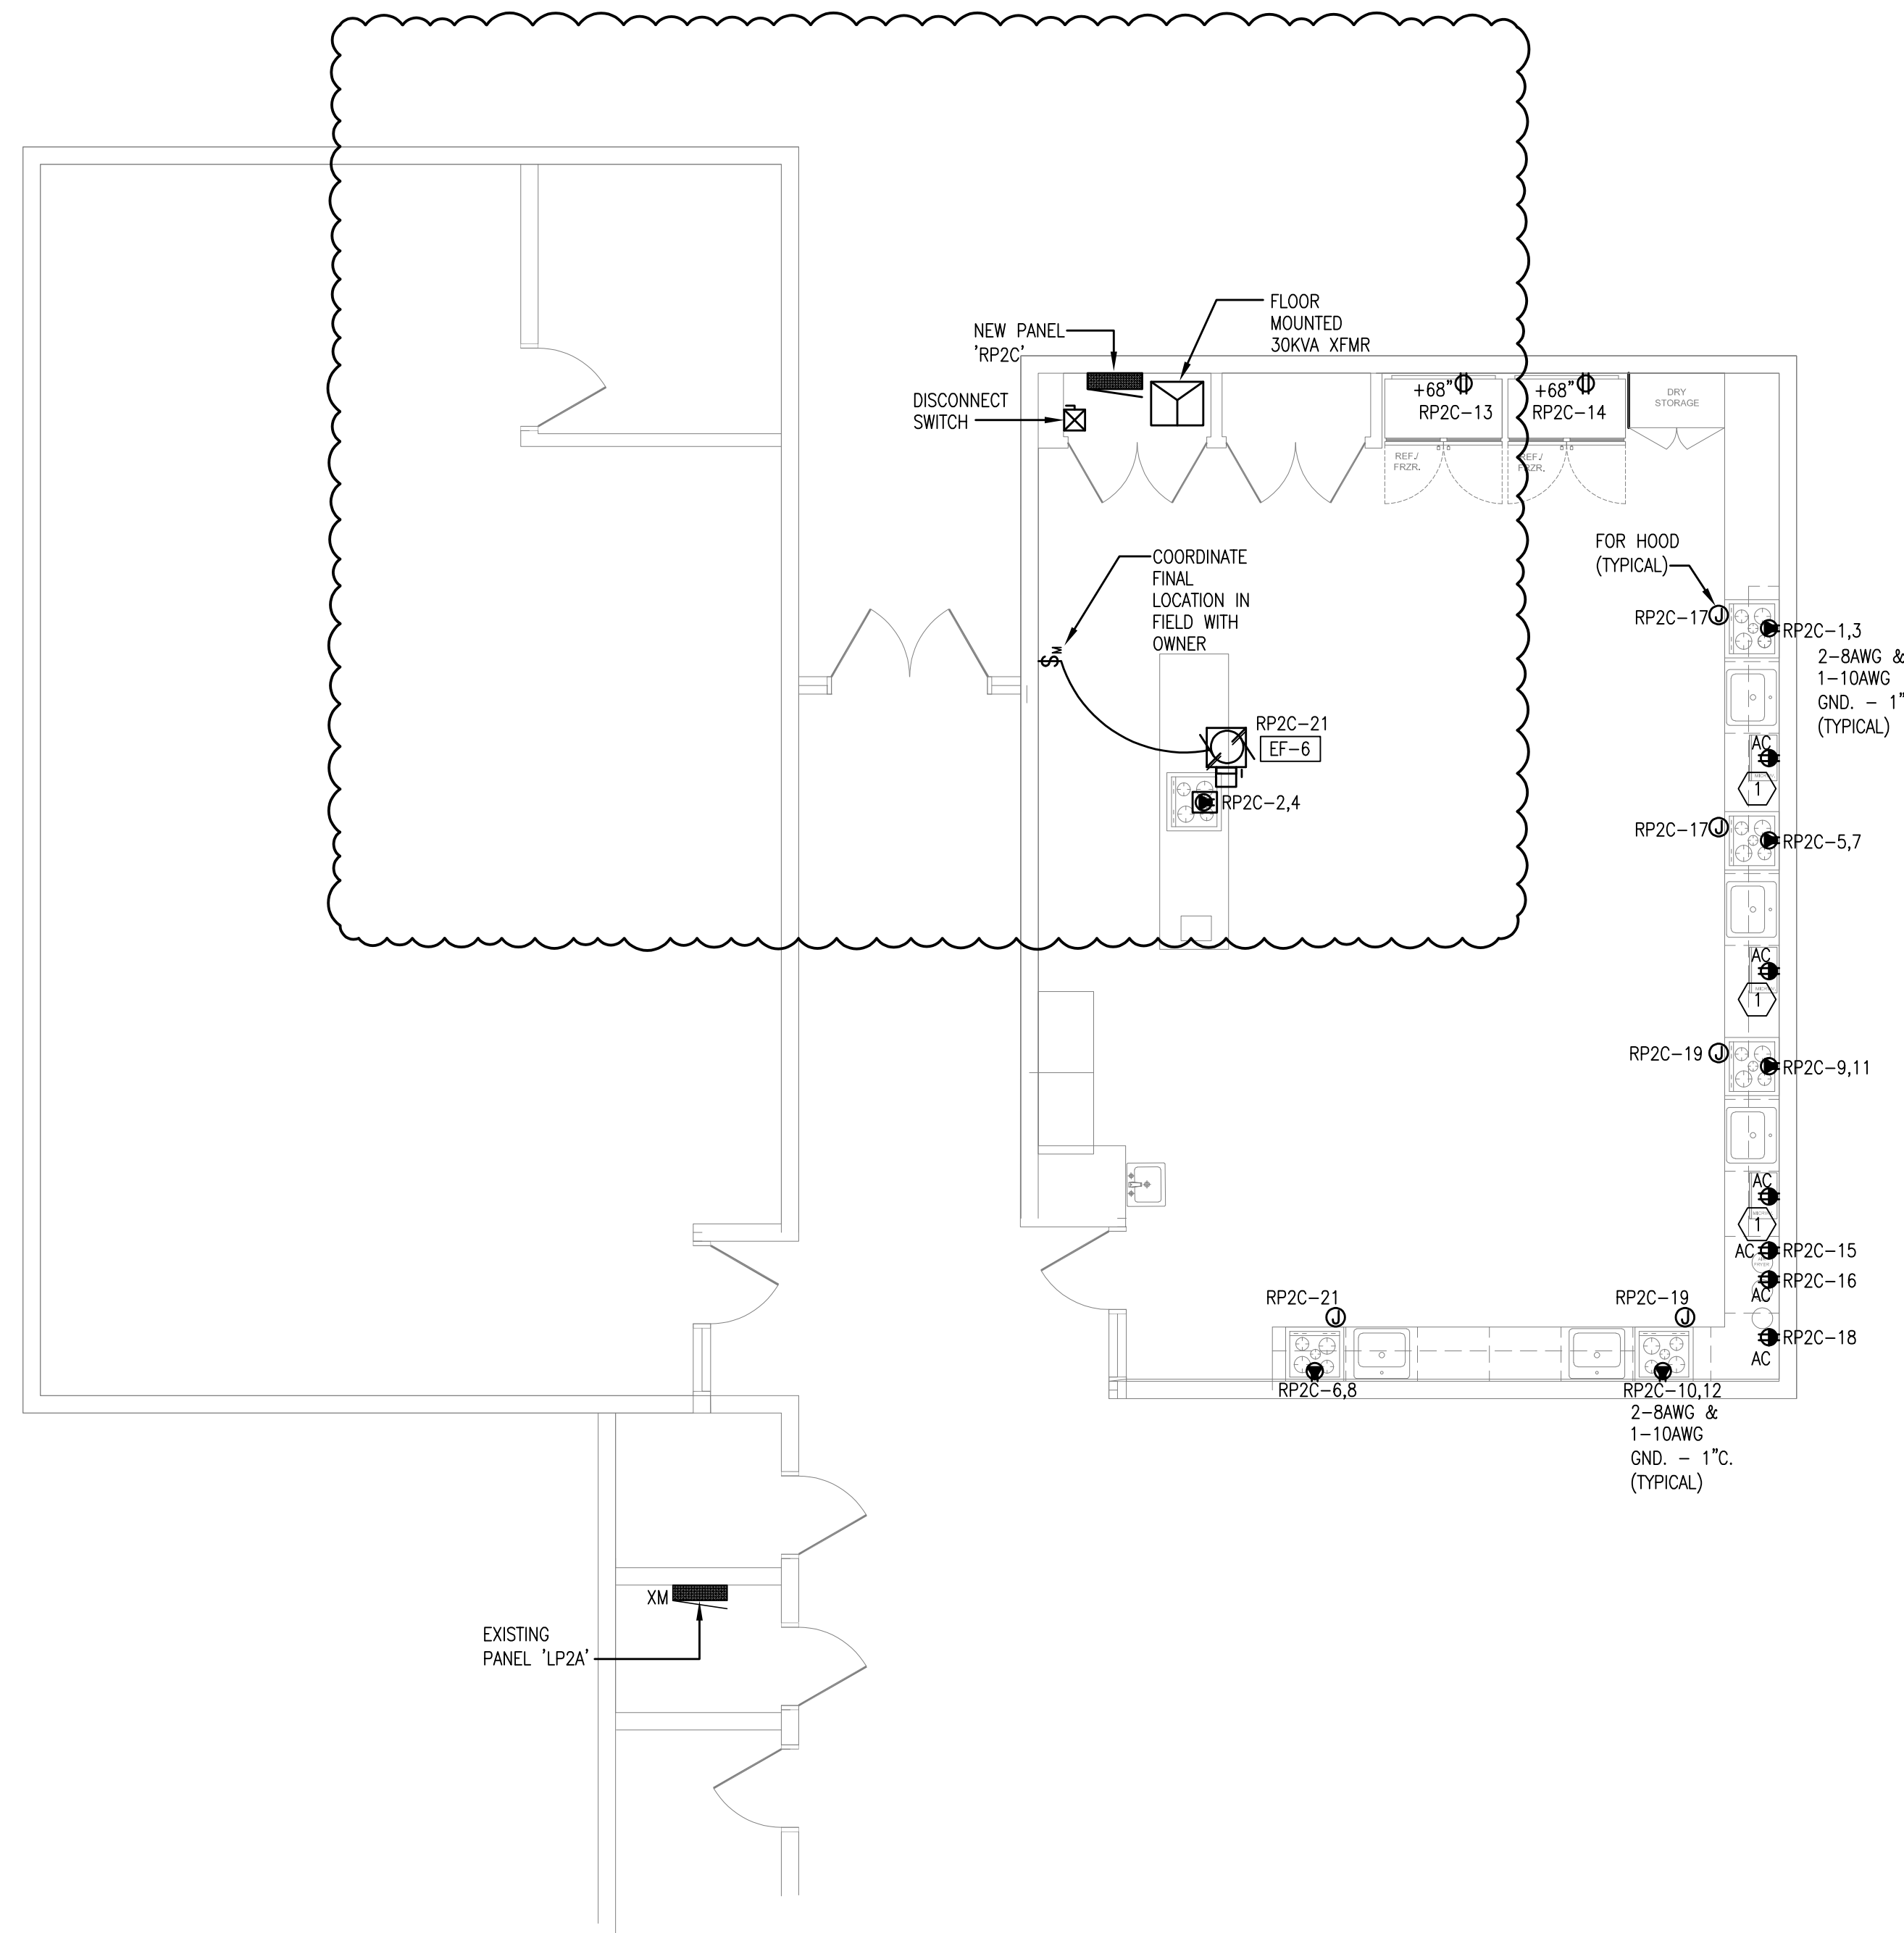 FLOOR
MOUNTED
30KVA XFMR
NEW PANEL
'RP2C'
DISCONNECT
SWITCH
+68"
RP2C-13
+68"
RP2C-14
DRY
STORAGE
REF./
FRZR.
REF./
FRZR.
FOR HOOD
(TYPICAL)
COORDINATE
FINAL
LOCATION IN
FIELD WITH
OWNER
RP2C-17
J
RP2C-1,3
2-8AWG &
1-10AWG
GND. - 1"
(TYPICAL)
$M
RP2C-21
EF-6
RP2C-2,4
AC
1
RP2C-17
J
RP2C-5,7
AC
1
RP2C-19
J
RP2C-9,11
AC
1
AC
RP2C-15
RP2C-16
AC
RP2C-18
AC
RP2C-21
J
RP2C-19
J
RP2C-6,8
RP2C-10,12
2-8AWG &
1-10AWG
GND. - 1"C.
(TYPICAL)
XM
EXISTING
PANEL 'LP2A'